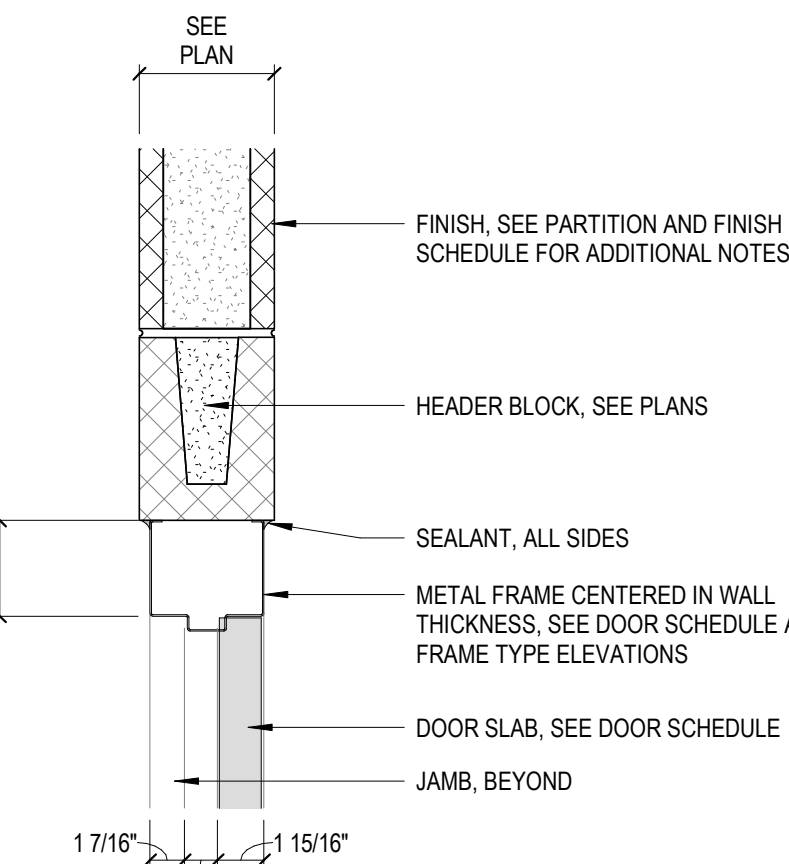 SEE
PLAN
FINISH, SEE PARTITION AND FINISH
SCHEDULE FOR ADDITIONAL NOTES
HEADER BLOCK, SEE PLANS
SEALANT, ALL SIDES
METAL FRAME CENTERED IN WALL
THICKNESS, SEE DOOR SCHEDULE
FRAME TYPE ELEVATIONS
DOOR SLAB, SEE DOOR SCHEDULE
JAMB, BEYOND
1 7/16" 1 15/16"